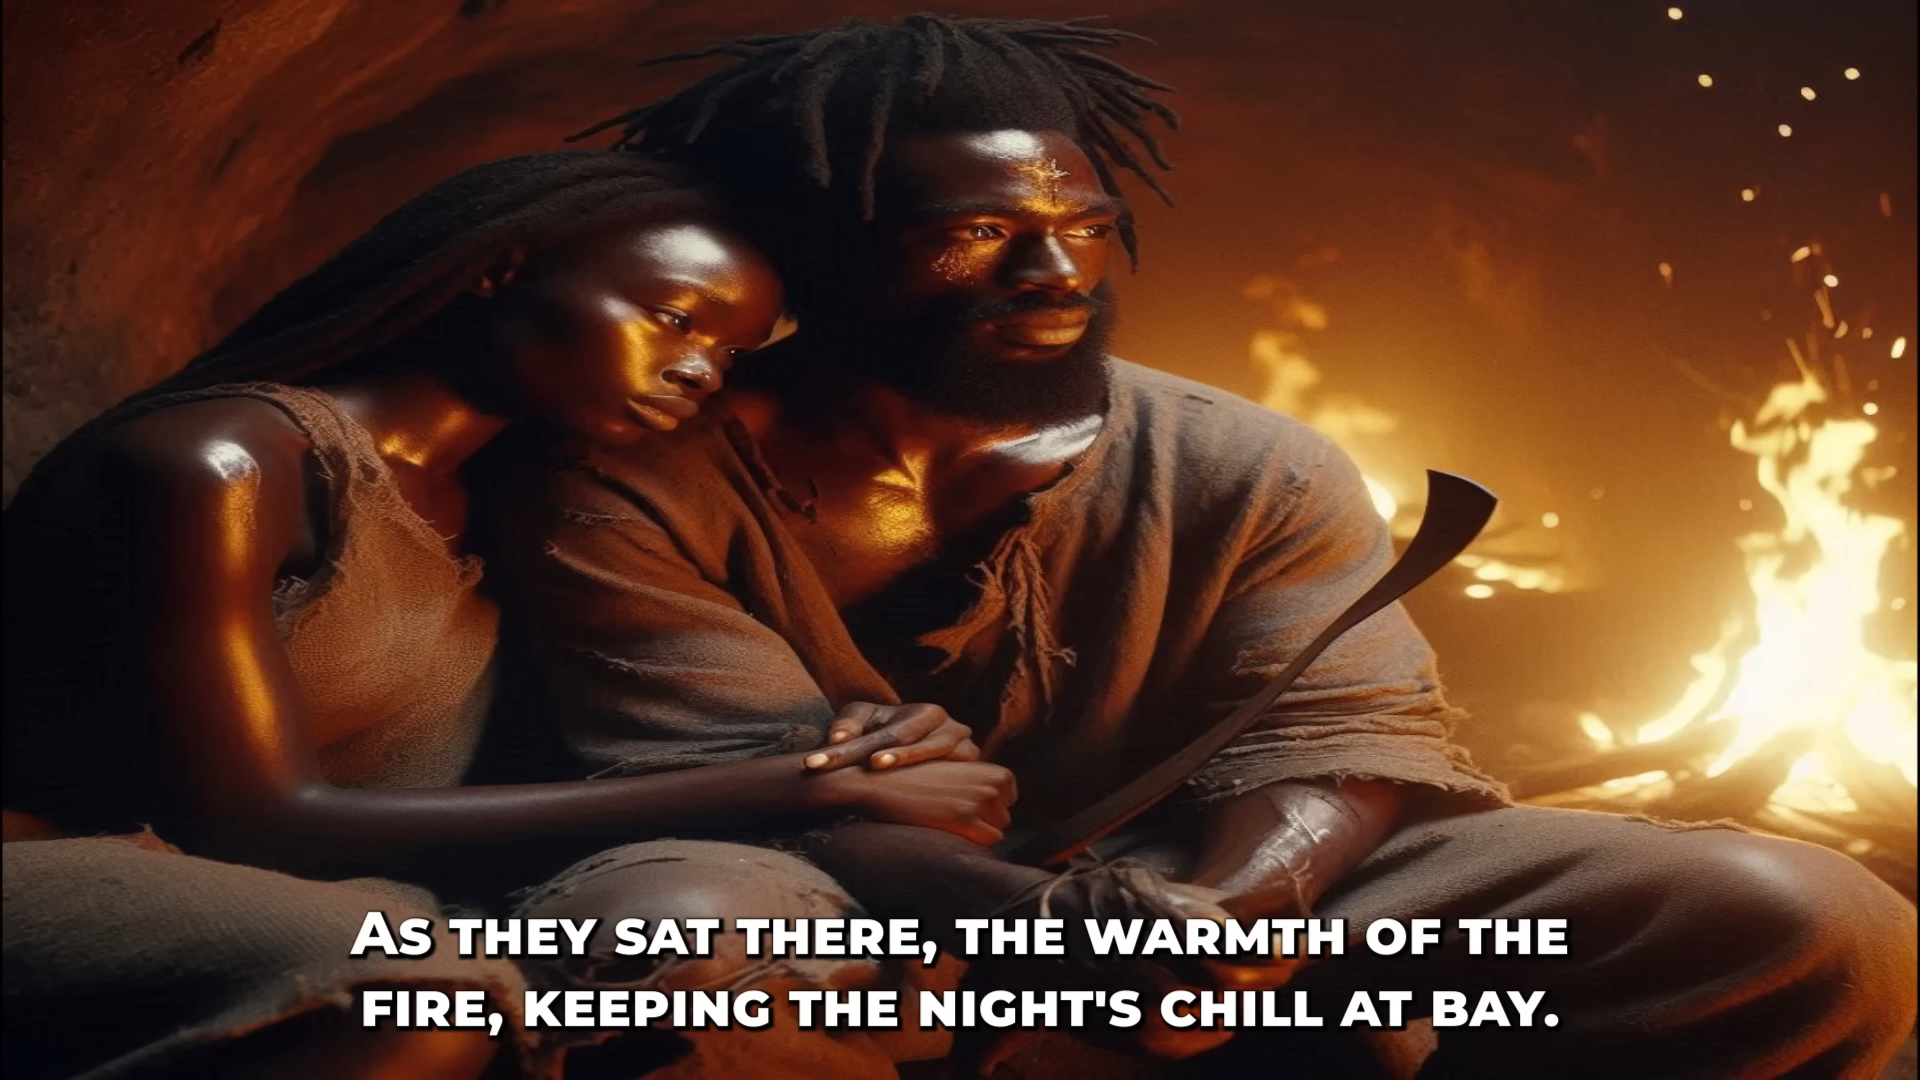 As they sat there, the warmth of the
fire, keeping the night's chill at bay.